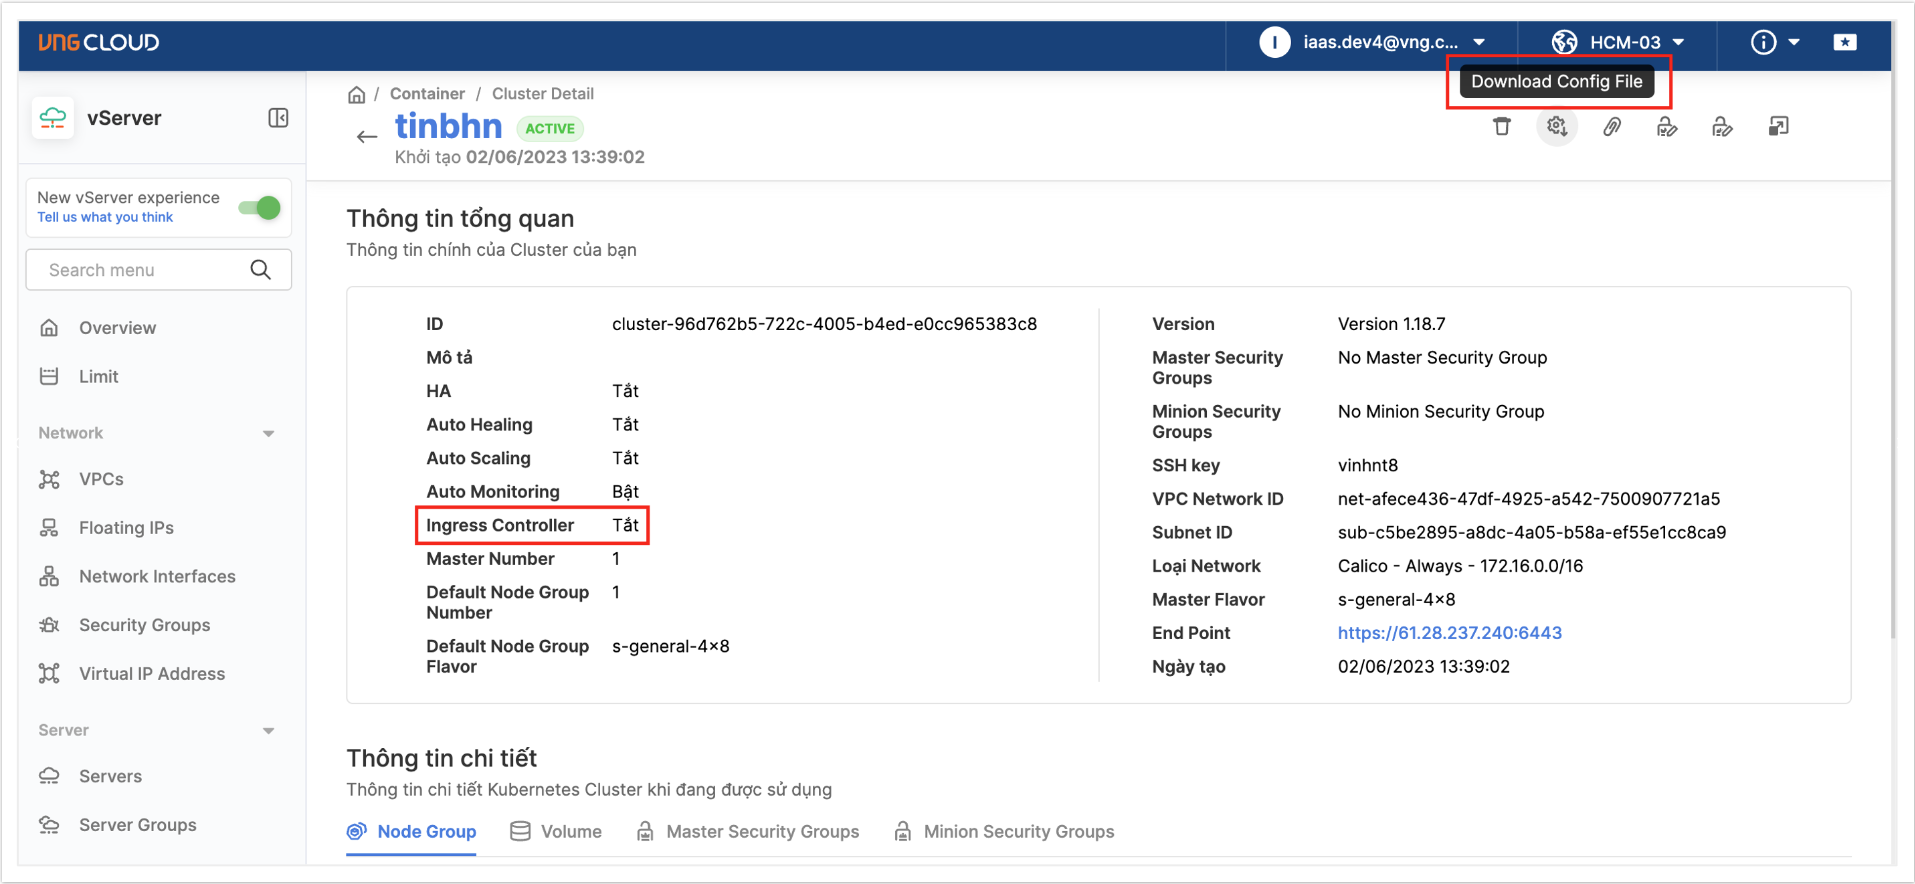 VNG CLOUD
I iaas.dev4@vng.c...
HCM-03
Download Config File
vServer
/ Container / Cluster Detail
tinbhn ACTIVE
Khởi tạo 02/06/2023 13:39:02
New vServer experience
Tell us what you think
Search menu
Overview
Limit
Network
VPCs
Floating IPs
Network Interfaces
Security Groups
Virtual IP Address
Server
Servers
Server Groups
Thông tin tổng quan
Thông tin chính của Cluster của bạn
ID cluster-96d762b5-722c-4005-b4ed-e0cc965383c8
Mô tả
HA Tắt
Auto Healing Tắt
Auto Scaling Tắt
Auto Monitoring Bật
Ingress Controller Tắt
Master Number 1
Default Node Group 1
Number
Default Node Group s-general-4x8
Flavor
Version Version 1.18.7
Master Security No Master Security Group
Groups
Minion Security No Minion Security Group
Groups
SSH key vinhnt8
VPC Network ID net-afece436-47df-4925-a542-7500907721a5
Subnet ID sub-c5be2895-a8dc-4a05-b58a-ef55e1cc8ca9
Loại Network Calico - Always - 172.16.0.0/16
Master Flavor s-general-4x8
End Point https://61.28.237.240:6443
Ngày tạo 02/06/2023 13:39:02
Thông tin chi tiết
Thông tin chi tiết Kubernetes Cluster khi đang được sử dụng
Node Group Volume Master Security Groups Minion Security Groups